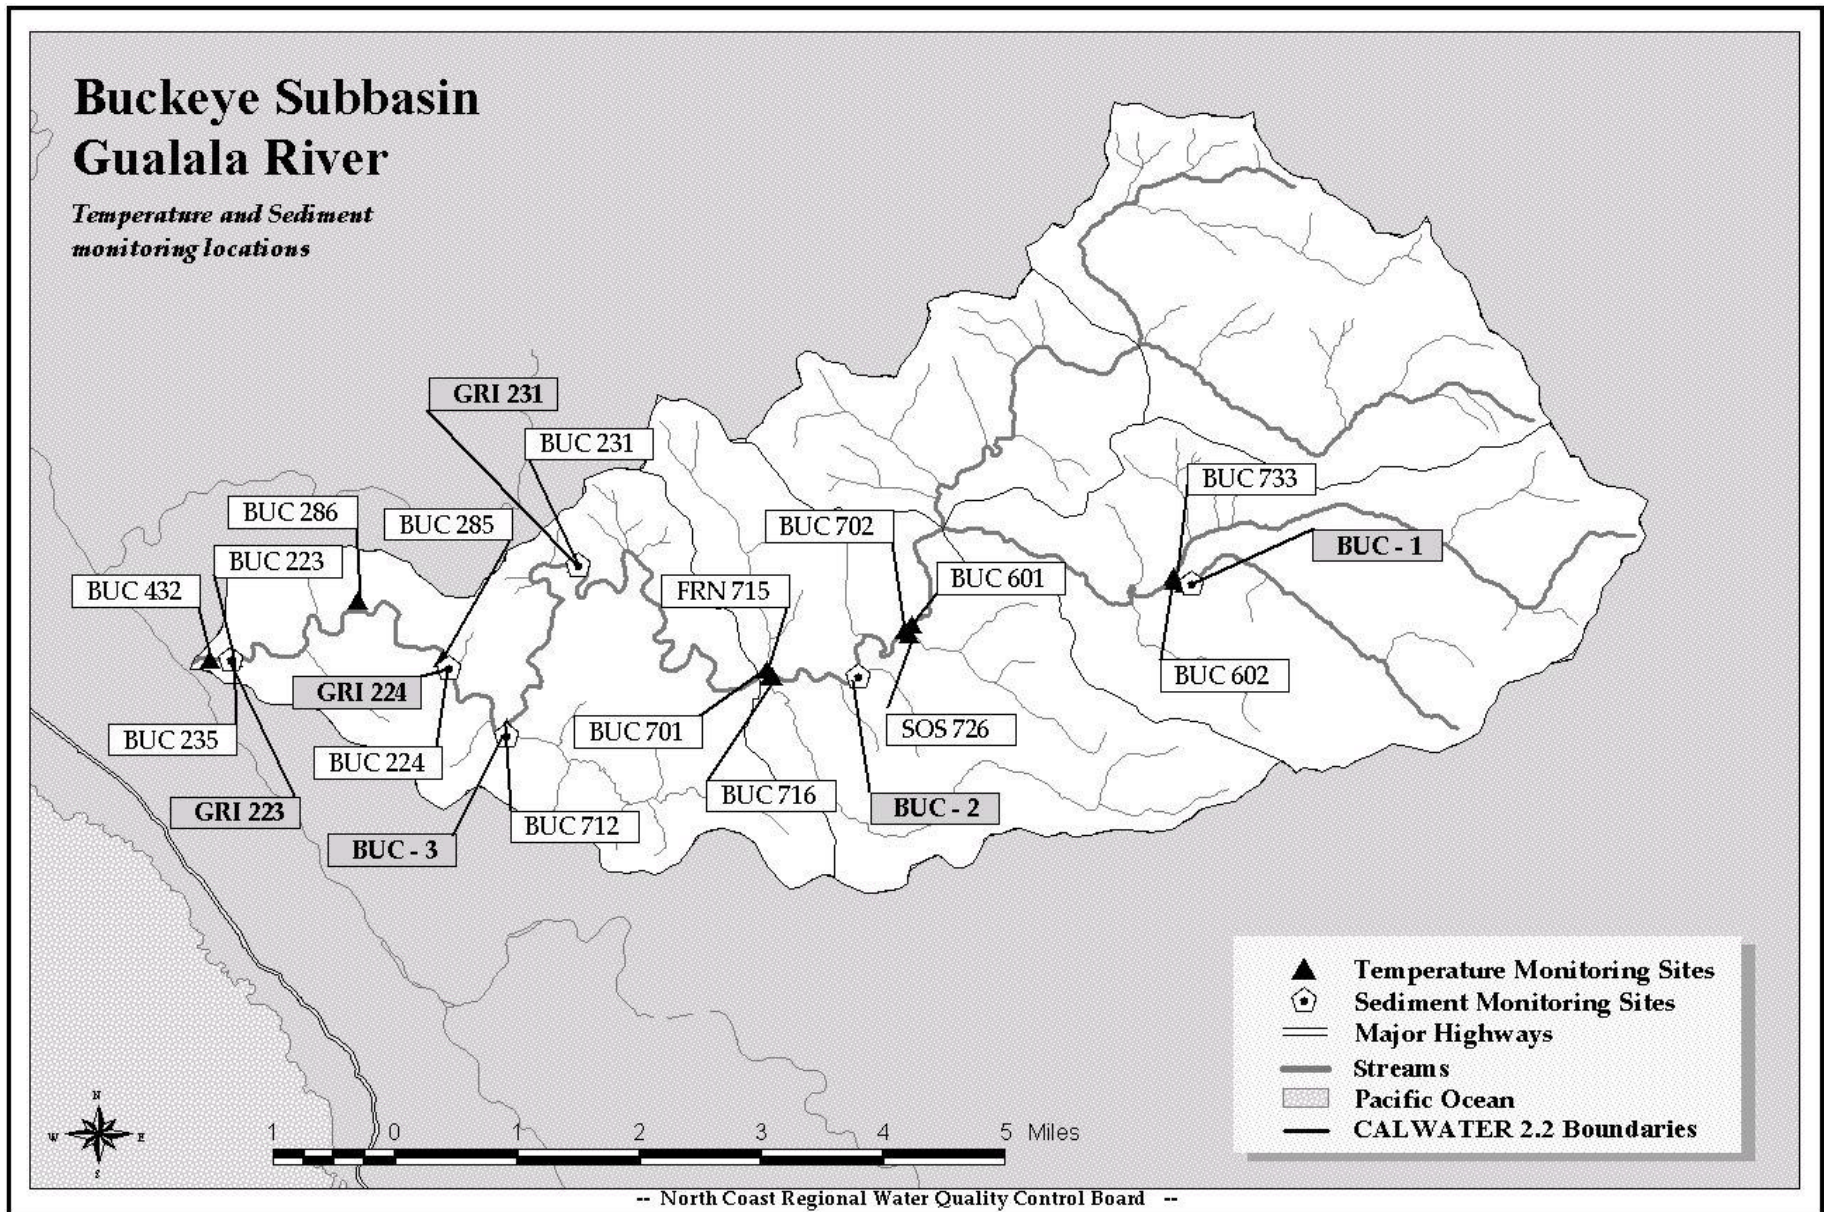 Buckeye Subbasin
Gualala River
Temperature and Sediment
monitoring locations
GRI 231
BUC 231
BUC 733
BUC 286
BUC 285
BUC 702
BUC - 1
BUC 223
BUC 432
FRN 715
BUC 601
GRI 224
BUC 602
BUC 235
BUC 224
BUC 701
SOS 726
GRI 223
BUC 716
BUC - 2
BUC 712
BUC - 3
Temperature Monitoring Sites
Sediment Monitoring Sites
Major Highways
Streams
Pacific Ocean
CALWATER 2.2 Boundaries
N
W E
S
1 0 1 2 3 4 5 Miles
-- North Coast Regional Water Quality Control Board --